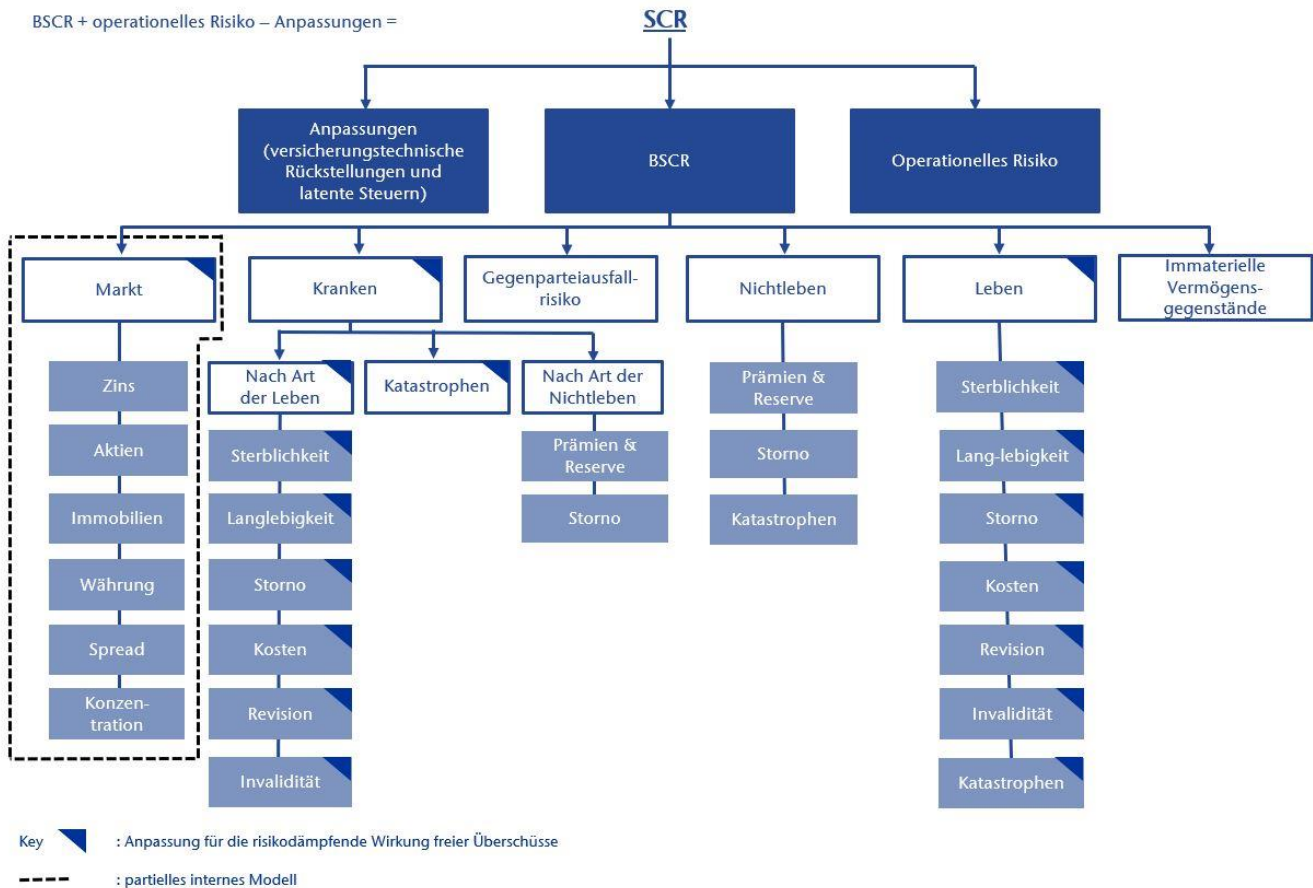 BSCR + operationelles Risiko – Anpassungen =
SCR
Anpassungen
(versicherungstechnische
Rückstellungen und
latente Steuern)
BSCR
Operationelles Risiko
Markt
Kranken
Gegenparteiausfall-
risiko
Nichtleben
Leben
Immaterielle
Vermögens-
gegenstände
Zins
Aktien
Immobilien
Währung
Spread
Konzen-
tration
Nach Art
der Leben
Katastrophen
Nach Art der
Nichtleben
Sterblichkeit
Langlebigkeit
Storno
Kosten
Revision
Invalidität
Prämien &
Reserve
Storno
Prämien &
Reserve
Storno
Katastrophen
Sterblichkeit
Lang-lebigkeit
Storno
Kosten
Revision
Invalidität
Katastrophen
Key : Anpassung für die risikodämpfende Wirkung freier Überschüsse
: partielles internes Modell